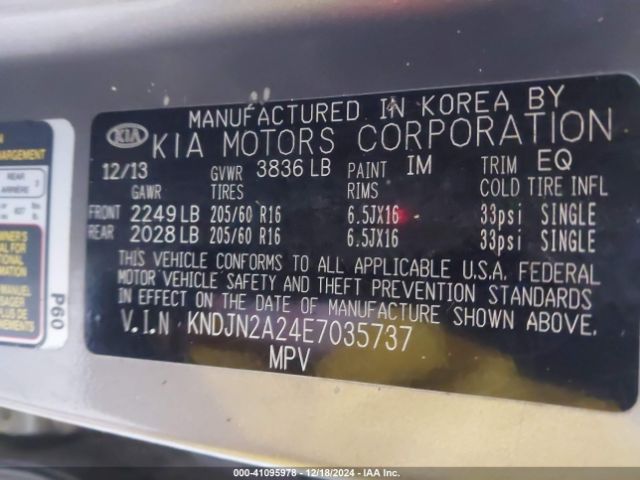 MANUFACTURED IN KOREA BY
KIA KIA MOTORS CORPORATION
12/13 GVWR 3836 LB PAINT IM TRIM EQ
GAWR TIRES RIMS COLD TIRE INFL
FRONT 2249 LB 205/60 R16 6.5JX16 33psi SINGLE
REAR 2028 LB 205/60 R16 6.5JX16 33psi SINGLE
THIS VEHICLE CONFORMS TO ALL APPLICABLE U.S.A. FEDERAL
MOTOR VEHICLE SAFETY AND THEFT PREVENTION STANDARDS
IN EFFECT ON THE DATE OF MANUFACTURE SHOWN ABOVE.
V.I.N KNDJN2A24E7035737
MPV
REAR
ARRIÈRE
P60
000-41095978 - 12/18/2024 - IAA Inc.